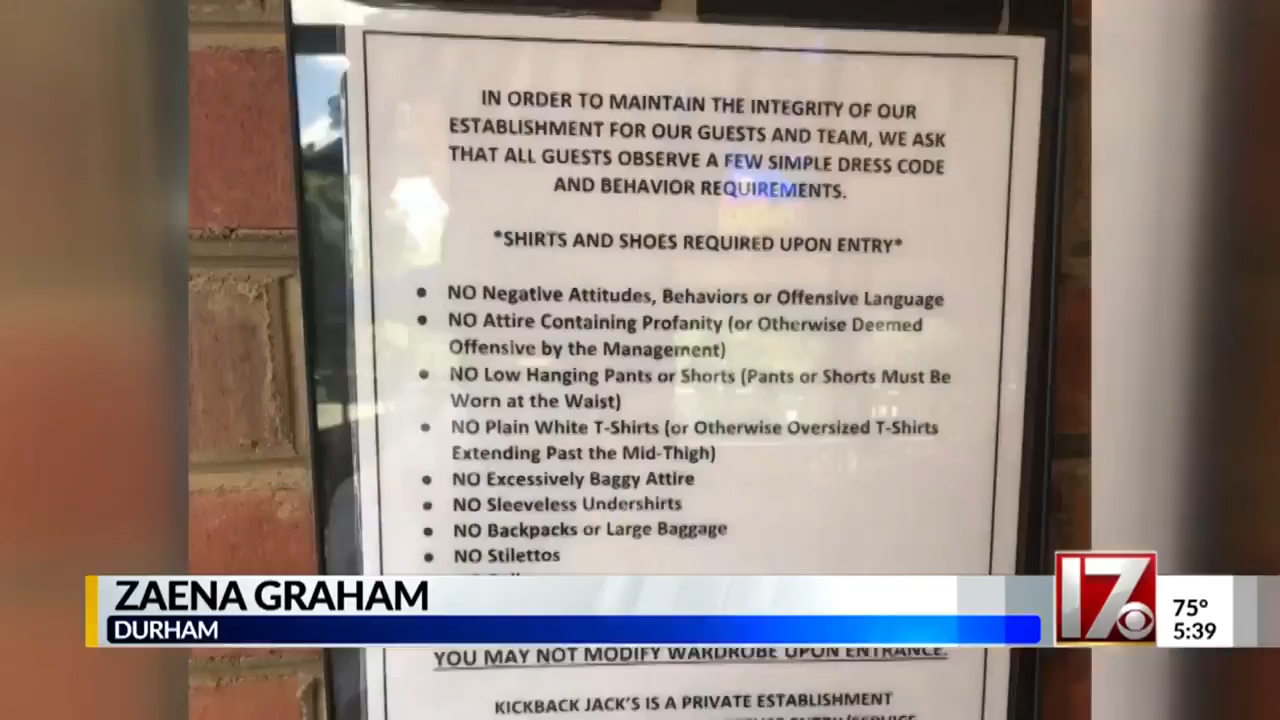 IN ORDER TO MAINTAIN THE INTEGRITY OF OUR
ESTABLISHMENT FOR OUR GUESTS AND TEAM, WE ASK
THAT ALL GUESTS OBSERVE A FEW SIMPLE DRESS CODE
AND BEHAVIOR REQUIREMENTS.
*SHIRTS AND SHOES REQUIRED UPON ENTRY*
• NO Negative Attitudes, Behaviors or Offensive Language
• NO Attire Containing Profanity (or Otherwise Deemed
Offensive by the Management)
• NO Low Hanging Pants or Shorts (Pants or Shorts Must Be
Worn at the Waist)
• NO Plain White T-Shirts (or Otherwise Oversized T-Shirts
Extending Past the Mid-Thigh)
• NO Excessively Baggy Attire
• NO Sleeveless Undershirts
• NO Backpacks or Large Baggage
• NO Stilettos
ZAENA GRAHAM
DURHAM
17
75°
5:39
YOU MAY NOT MODIFY WARDROBE UPON ENTRANCE.
KICKBACK JACK'S IS A PRIVATE ESTABLISHMENT